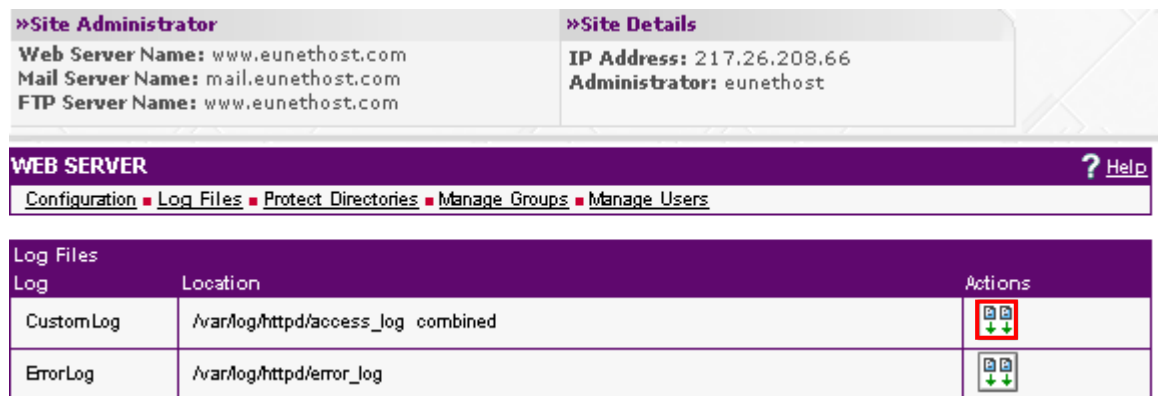 »Site Administrator
Web Server Name: www.eunethost.com
Mail Server Name: mail.eunethost.com
FTP Server Name: www.eunethost.com
»Site Details
IP Address: 217.26.208.66
Administrator: eunethost
WEB SERVER
? Help
Configuration ▪ Log Files ▪ Protect Directories ▪ Manage Groups ▪ Manage Users
Log Files
Log Location Actions
CustomLog /var/log/httpd/access_log combined
ErrorLog /var/log/httpd/error_log